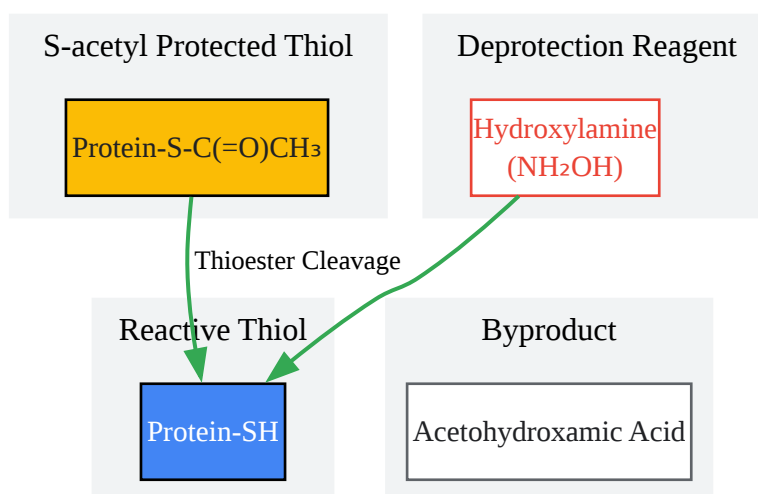 S-acetyl Protected Thiol
Deprotection Reagent
Protein-S-C(=O)CH₃
Hydroxylamine
(NH₂OH)
Thioester Cleavage
Reactive Thiol
Byproduct
Protein-SH
Acetohydroxamic Acid